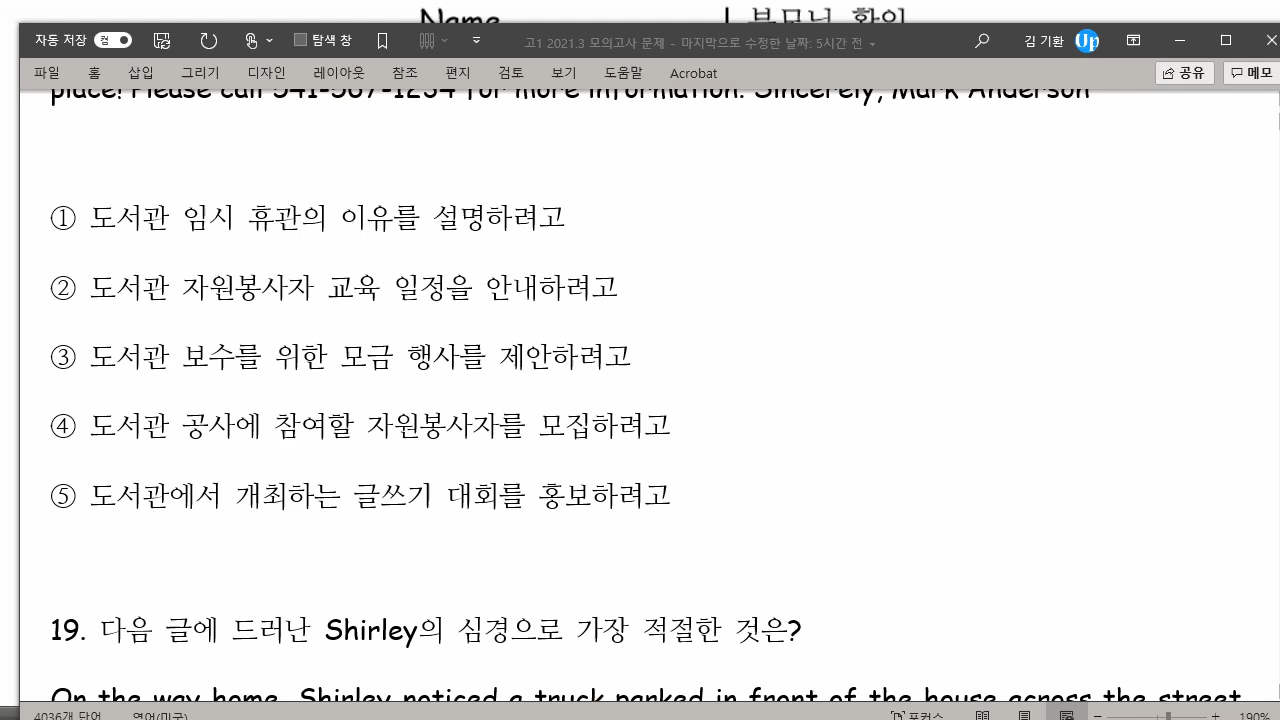 Name | 부모님 확인
자동 저장 컴 탐색 창 고1 2021.3 모의고사 문제 - 마지막으로 수정한 날짜: 5시간 전 김 기환 Up
파일 홈 삽입 그리기 디자인 레이아웃 참조 편지 검토 보기 도움말 Acrobat 공유 메모
place! Please call 541-567-1234 for more information. Sincerely, Mark Anderson
① 도서관 임시 휴관의 이유를 설명하려고
② 도서관 자원봉사자 교육 일정을 안내하려고
③ 도서관 보수를 위한 모금 행사를 제안하려고
④ 도서관 공사에 참여할 자원봉사자를 모집하려고
⑤ 도서관에서 개최하는 글쓰기 대회를 홍보하려고
19. 다음 글에 드러난 Shirley의 심경으로 가장 적절한 것은?
On the way home, Shirley noticed a truck parked in front of the house across the street.
4036개 단어 영어(미국) 포커스 190%